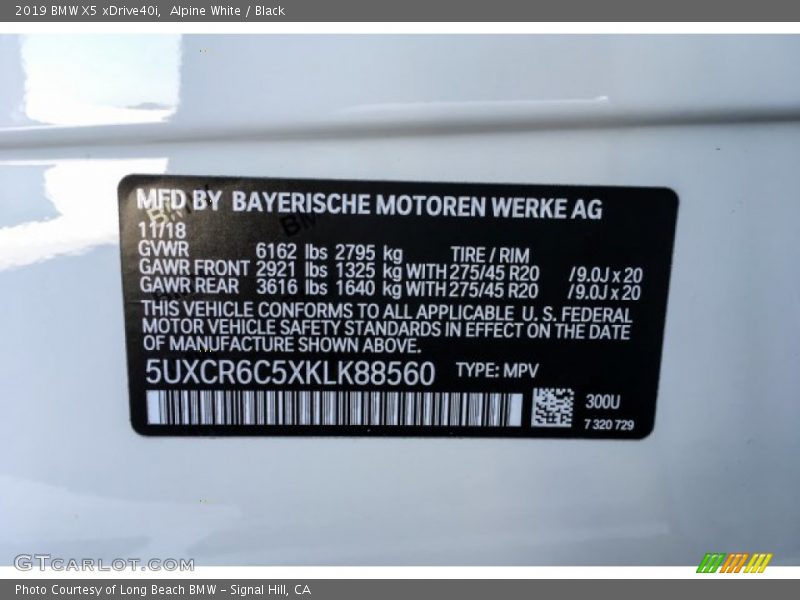 2019 BMW X5 xDrive40i,  Alpine White / Black
MFD BY BAYERISCHE MOTOREN WERKE AG
11/18
GVWR 6162 lbs 2795 kg TIRE / RIM
GAWR FRONT 2921 lbs 1325 kg WITH 275/45 R20 /9.0J x 20
GAWR REAR 3616 lbs 1640 kg WITH 275/45 R20 /9.0J x 20
THIS VEHICLE CONFORMS TO ALL APPLICABLE U. S. FEDERAL
MOTOR VEHICLE SAFETY STANDARDS IN EFFECT ON THE DATE
OF MANUFACTURE SHOWN ABOVE.
5UXCR6C5XKLK88560 TYPE: MPV
300U
7 320 729
GTcarlot.com
Photo Courtesy of Long Beach BMW – Signal Hill, CA